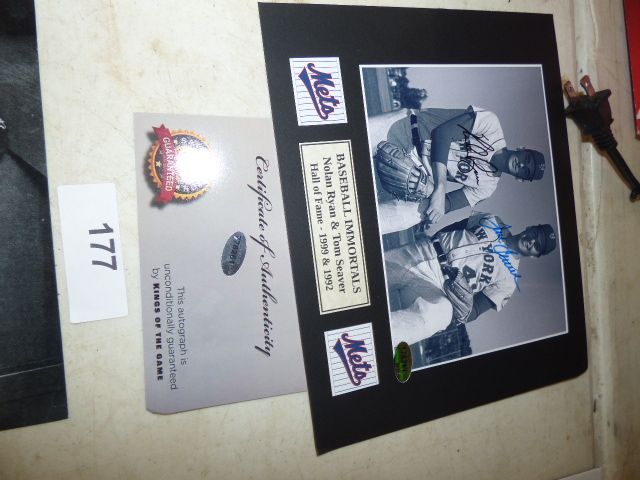 Mets
BASEBALL IMMORTALS
Nolan Ryan & Tom Seaver
Hall of Fame - 1999 & 1992
Mets
NEW YORK
GUARANTEED
Certificate of Authenticity
This autograph is
unconditionally guaranteed
by KINGS OF THE GAME
177